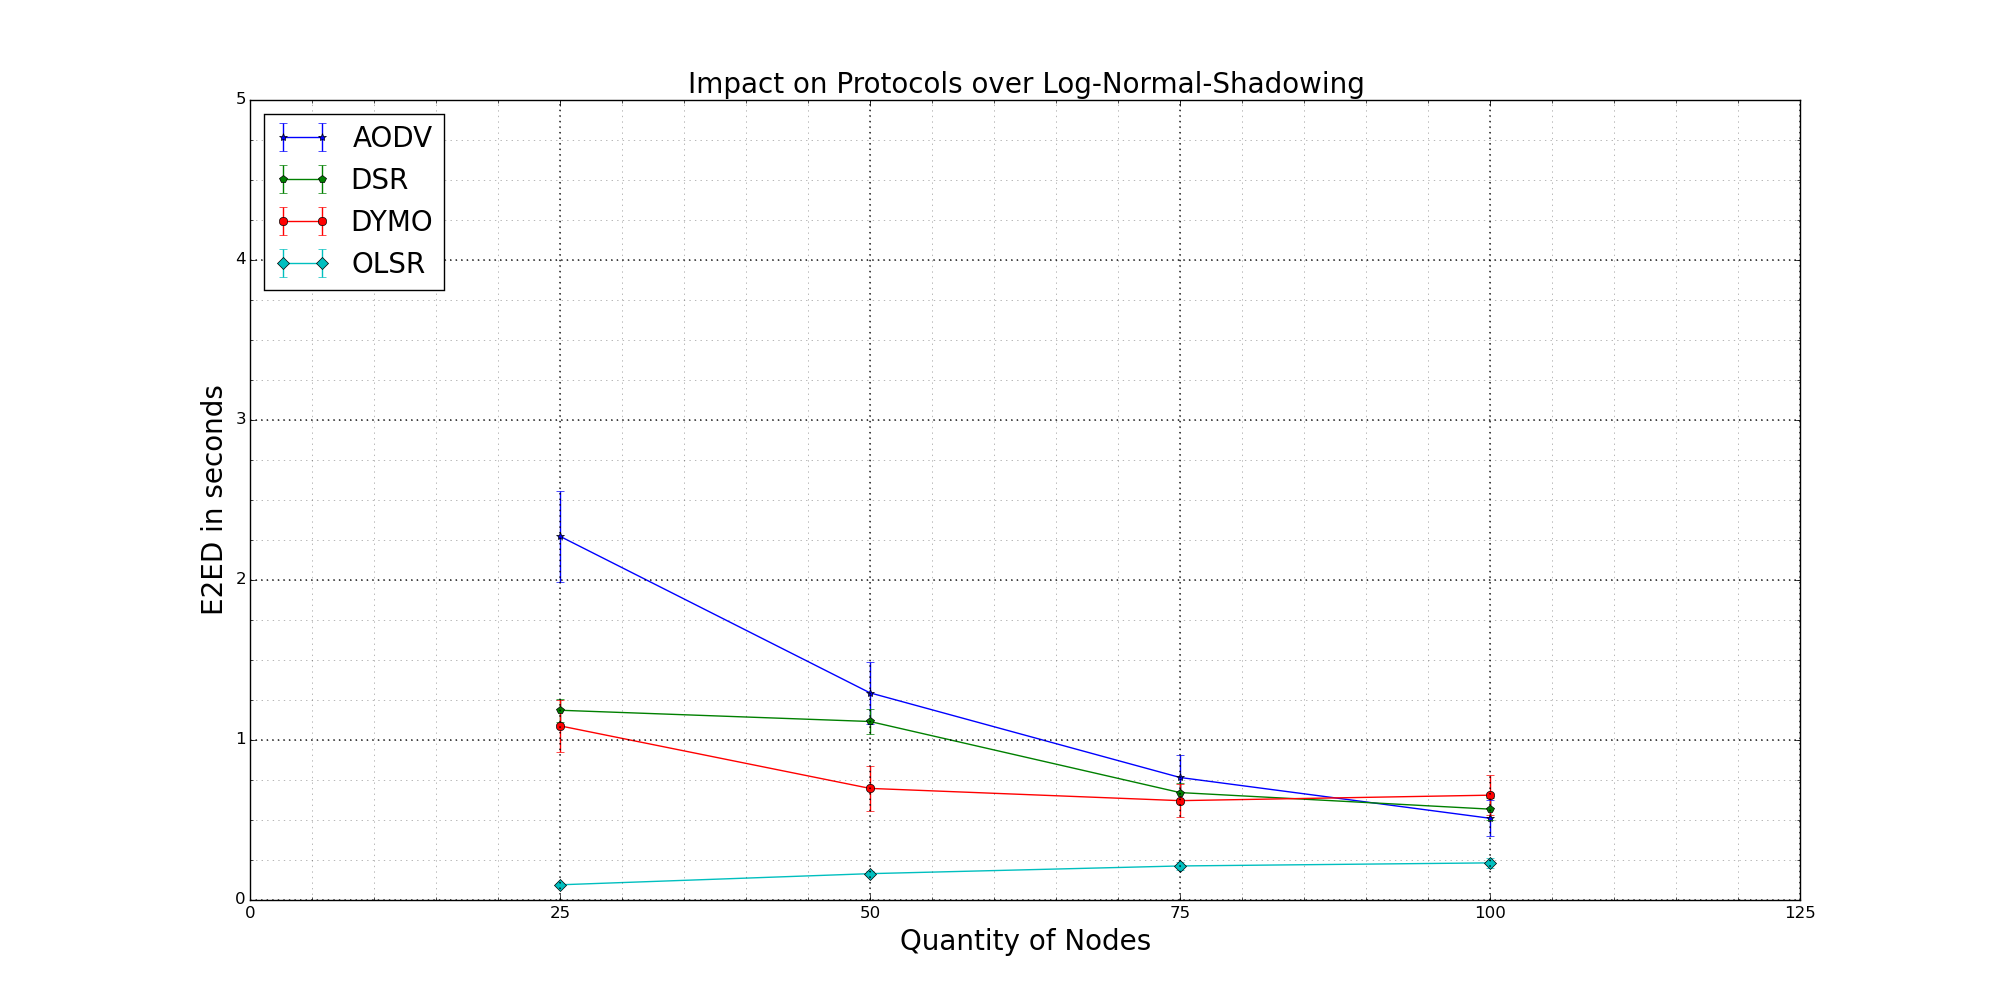 Impact on Protocols over Log-Normal-Shadowing
5
4
3
2
1
0
E2ED in seconds
AODV
DSR
DYMO
OLSR
0 25 50 75 100 125
Quantity of Nodes